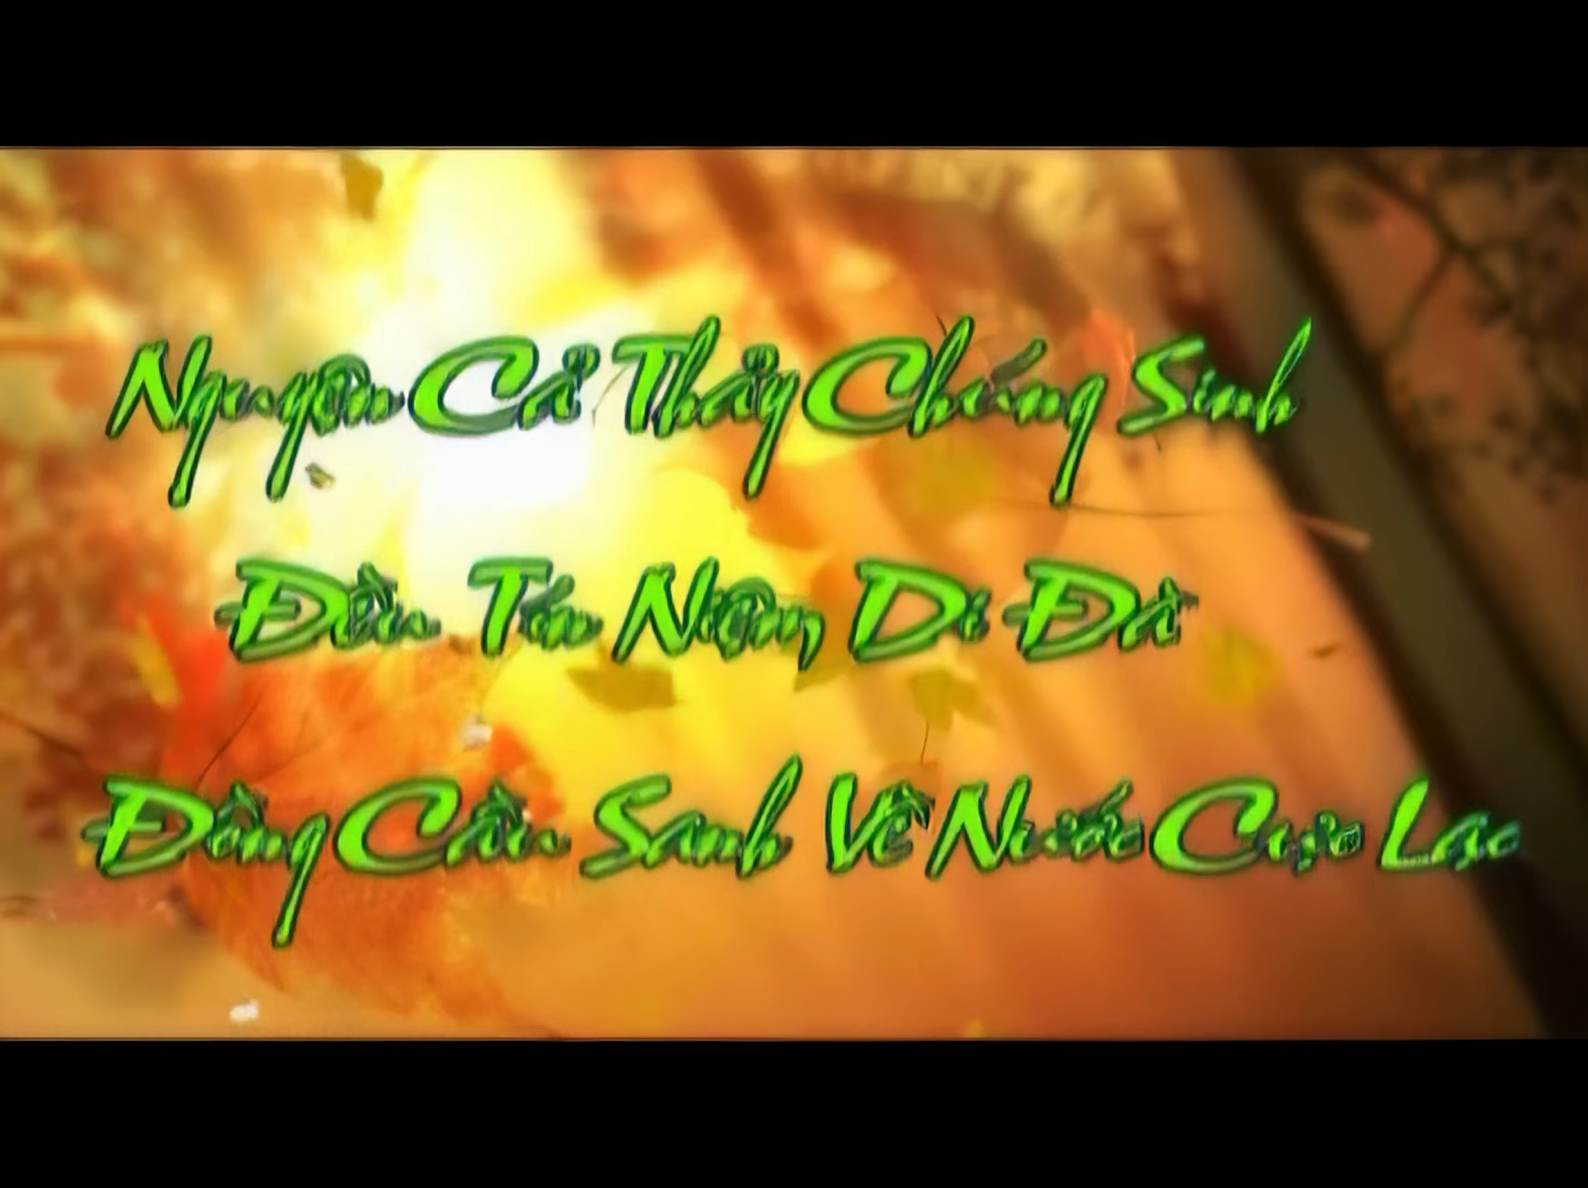 Nguyện Cả Thảy Chúng Sinh
Đều Tín Niệm Di Đà
Đồng Cầu Sanh Về Nước Cực Lạc